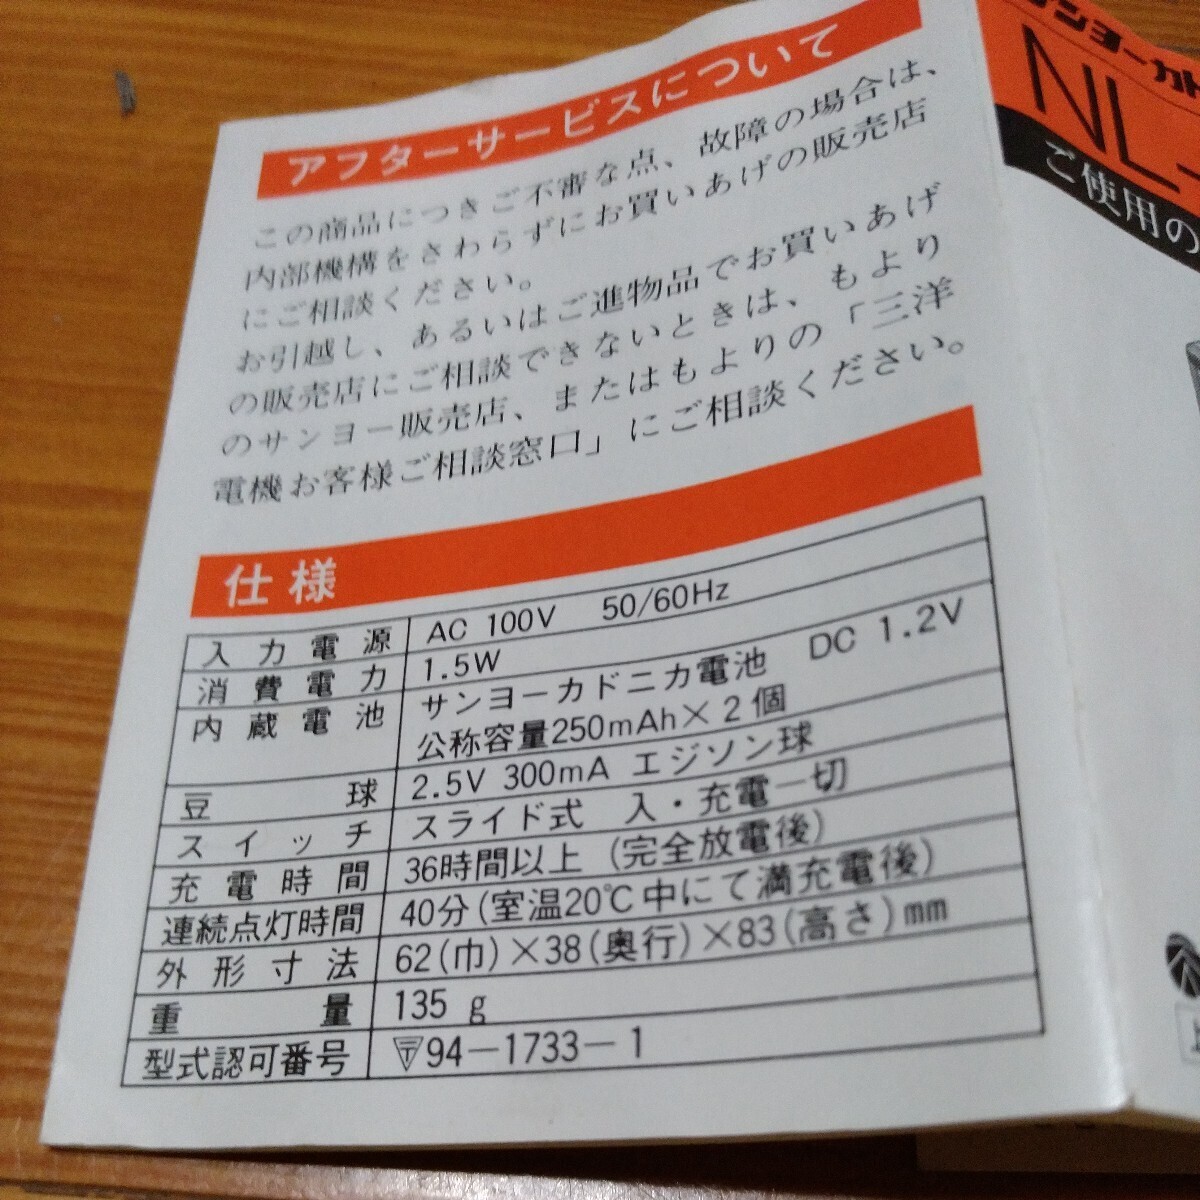 アフターサービスについて
この商品につきご不審な点、故障の場合は、
内部機構をさわらずにお買いあげの販売店
にご相談ください。
お引越し、あるいはご進物品でお買いあげ
の販売店にご相談できないときは、もより
のサンヨー販売店、またはもよりの「三洋
電機お客様ご相談窓口」にご相談ください。
仕様
入力電源 AC 100V 50/60Hz
消費電力 1.5W
内蔵電池 サンヨーカドニカ電池 DC 1.2V
公称容量250mAh×2個
豆球 2.5V 300mA エジソン球
スイッチ スライド式 入・充電―切
充電時間 36時間以上 (完全放電後)
連続点灯時間 40分(室温20℃中にて満充電後)
外形寸法 62(巾)×38(奥行)×83(高さ)mm
重量 135 g
型式認可番号 〒94-1733-1
サンヨーカド
NL-
ご使用の